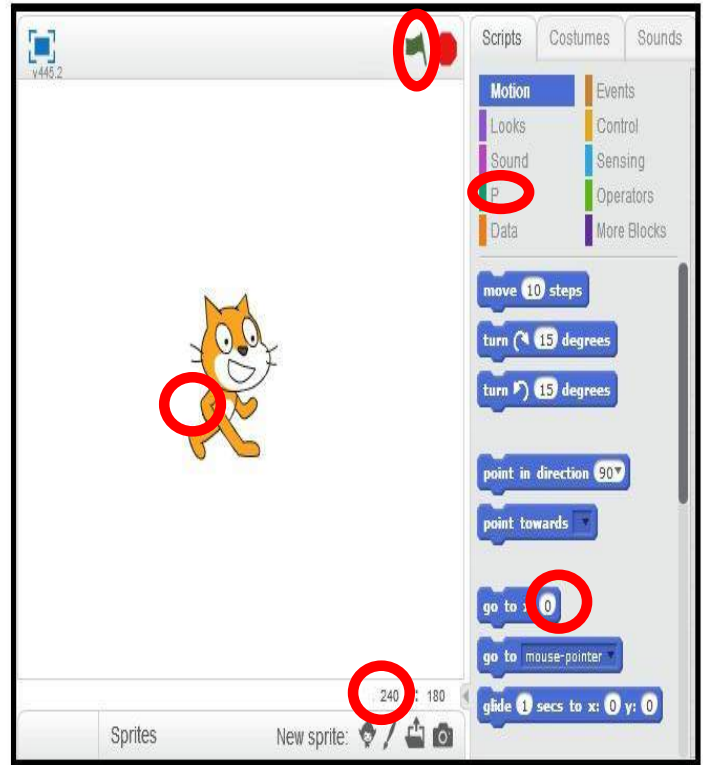 v445.2
Scripts Costumes Sounds
Motion Events
Looks Control
Sound Sensing
P Operators
Data More Blocks
move 10 steps
turn 15 degrees
turn 15 degrees
point in direction 90
point towards
go to 0
go to mouse-pointer
glide 1 secs to x: 0 y: 0
240 : 180
Sprites New sprite: